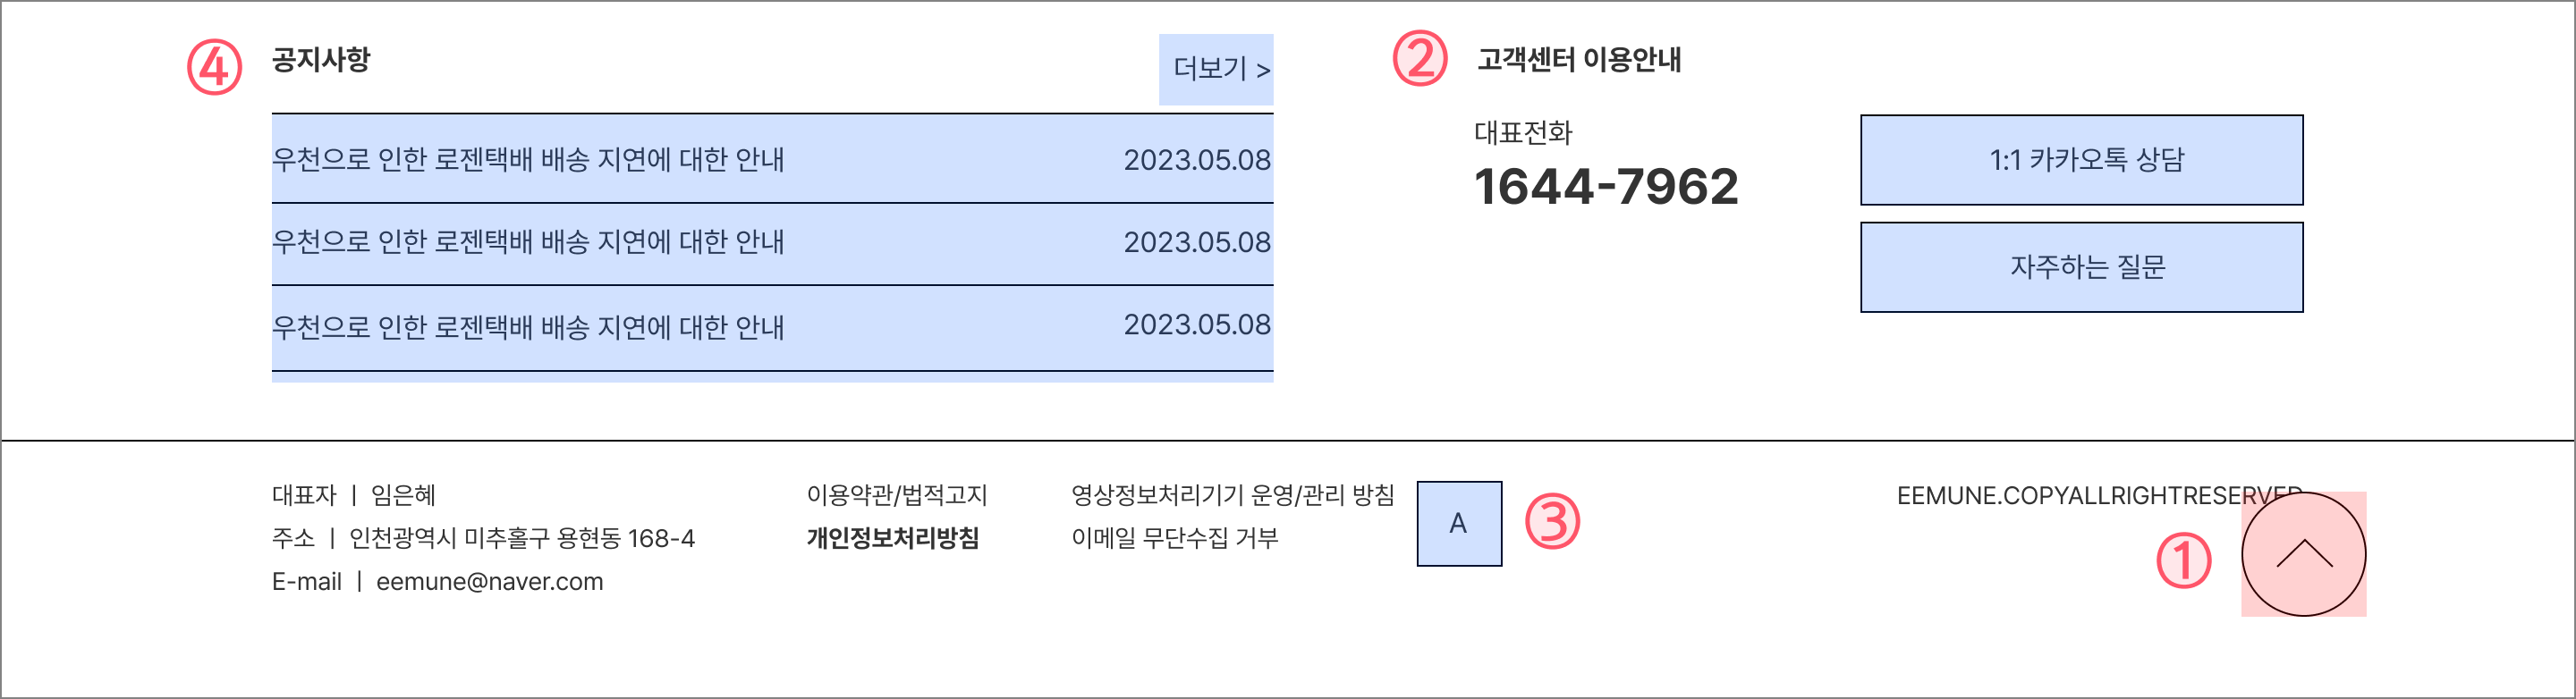 ④ 공지사항
더보기 >
우천으로 인한 로젠택배 배송 지연에 대한 안내 2023.05.08
우천으로 인한 로젠택배 배송 지연에 대한 안내 2023.05.08
우천으로 인한 로젠택배 배송 지연에 대한 안내 2023.05.08
② 고객센터 이용안내
대표전화
1644-7962
1:1 카카오톡 상담
자주하는 질문
대표자 ㅣ 임은혜
주소 ㅣ 인천광역시 미추홀구 용현동 168-4
E-mail ㅣ eemune@naver.com
이용약관/법적고지
개인정보처리방침
영상정보처리기기 운영/관리 방침
이메일 무단수집 거부
A
③
EEMUNE.COPYALLRIGHTRESERVED
①